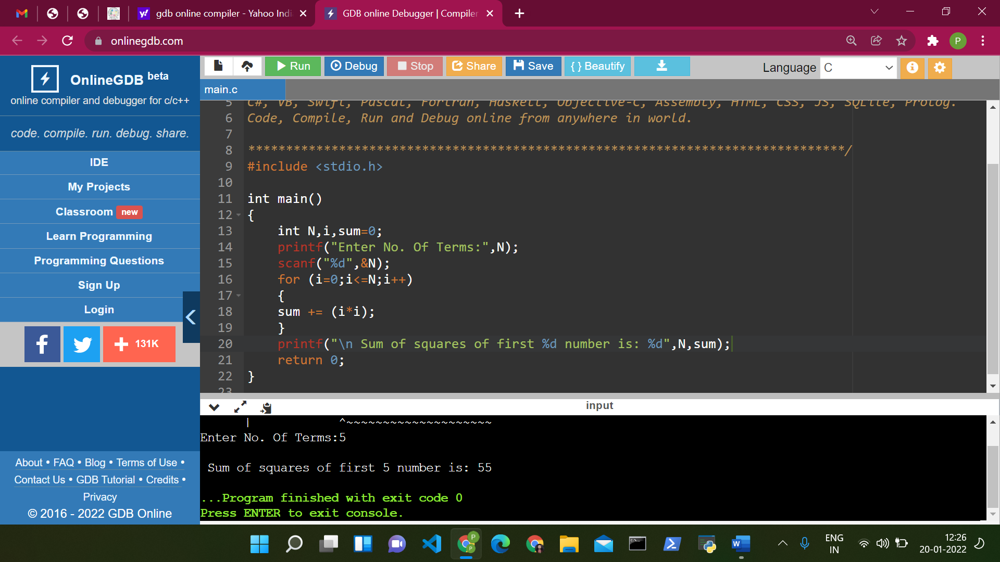 gdb online compiler - Yahoo Indi
GDB online Debugger | Compiler
onlinegdb.com
P
OnlineGDB beta
online compiler and debugger for c/c++
code. compile. run. debug. share.
IDE
My Projects
Classroom new
Learn Programming
Programming Questions
Sign Up
Login
131K
About • FAQ • Blog • Terms of Use •
Contact Us • GDB Tutorial • Credits •
Privacy
© 2016 - 2022 GDB Online
Run Debug Stop Share Save { } Beautify
Language C
main.c
5 C#, VB, Swift, Pascal, Fortran, Haskell, Objective-C, Assembly, HTML, CSS, JS, SQLite, Prolog.
6 Code, Compile, Run and Debug online from anywhere in world.
7
8 *******************************************************************************/
9 #include <stdio.h>
10
11 int main()
12 {
13 int N,i,sum=0;
14 printf("Enter No. Of Terms:",N);
15 scanf("%d",&N);
16 for (i=0;i<=N;i++)
17 {
18 sum += (i*i);
19 }
20 printf("\n Sum of squares of first %d number is: %d",N,sum);
21 return 0;
22 }
23
input
| ^~~~~~~~~~~~~~~~~~~~~
Enter No. Of Terms:5
Sum of squares of first 5 number is: 55
...Program finished with exit code 0
Press ENTER to exit console.
ENG
IN
12:26
20-01-2022